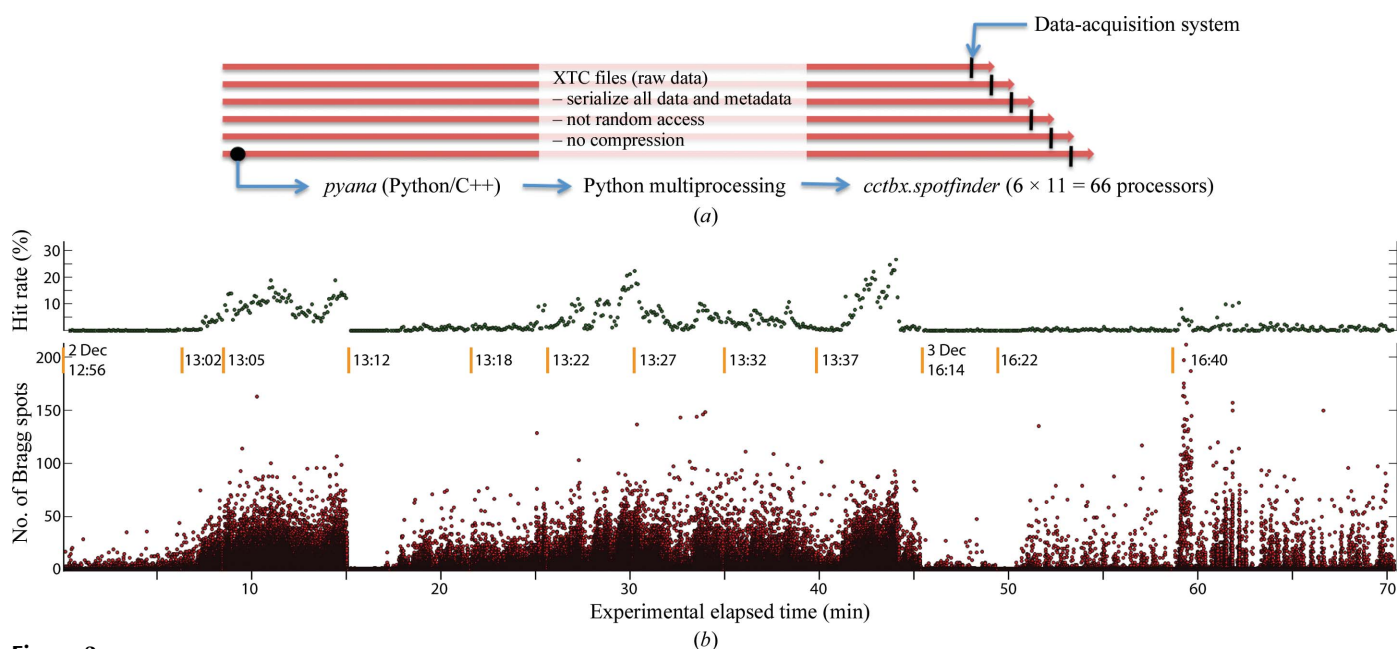 Data-acquisition system
XTC files (raw data)
– serialize all data and metadata
– not random access
– no compression
pyana (Python/C++) Python multiprocessing cctbx.spotfinder (6 × 11 = 66 processors)
(a)
Hit rate (%)
30
20
10
2 Dec
12:56
13:02
13:05
13:12
13:18
13:22
13:27
13:32
13:37
3 Dec
16:14
16:22
16:40
No. of Bragg spots
200
150
100
50
0
10 20 30 40 50 60 70
Experimental elapsed time (min)
(b)